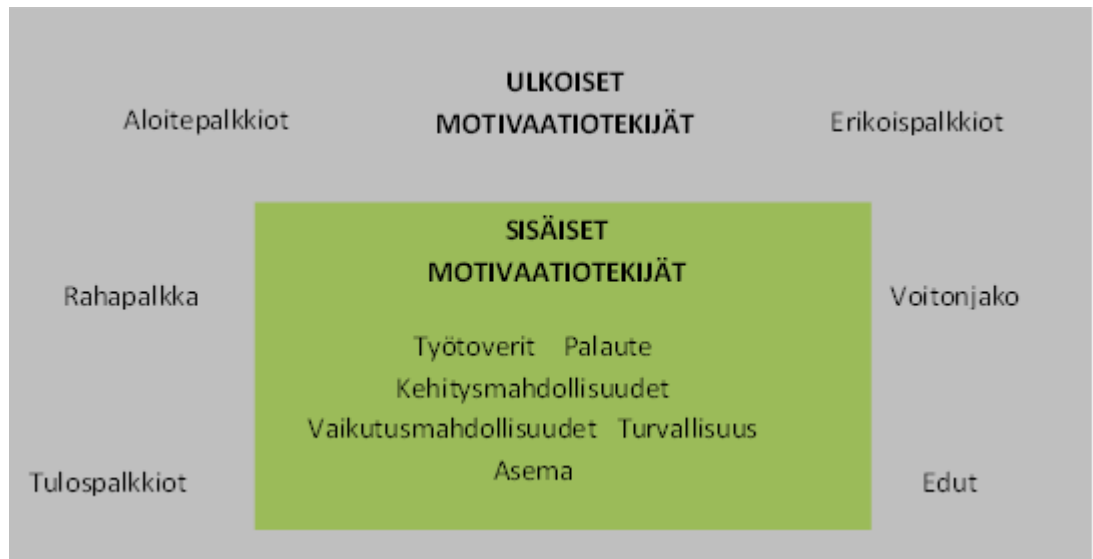 ULKOISET
MOTIVAATIOTEKIJÄT
Aloitepalkkiot
Erikoispalkkiot
SISÄISET
MOTIVAATIOTEKIJÄT
Rahapalkka
Voitonjako
Työtoverit Palaute
Kehitysmahdollisuudet
Vaikutusmahdollisuudet Turvallisuus
Asema
Tulospalkkiot
Edut